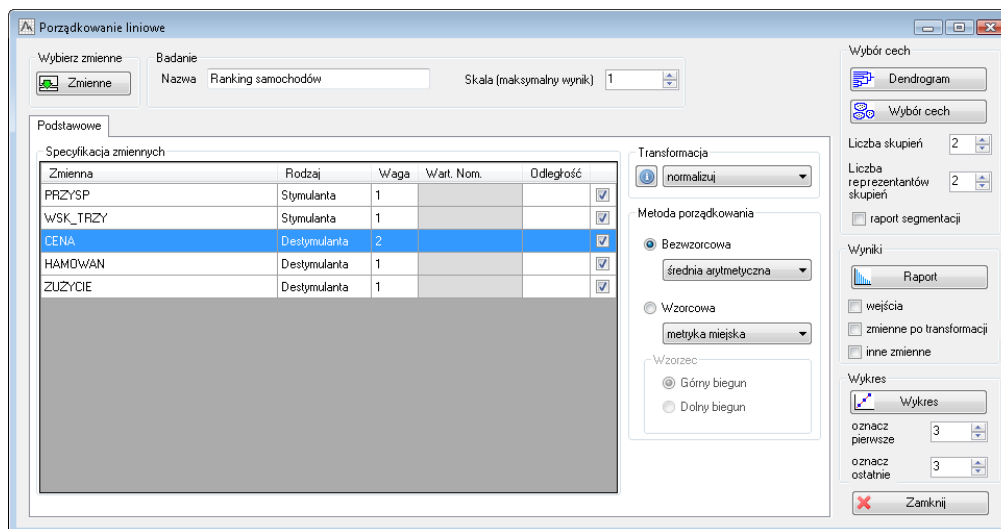 Porządkowanie liniowe
Wybierz zmienne
Zmienne
Badanie
Nazwa Ranking samochodów
Skala (maksymalny wynik) 1
Podstawowe
Specyfikacja zmiennych
Zmienna Rodzaj Waga Wart. Nom. Odległość
PRZYSP Stymulanta 1
WSK_TRZY Stymulanta 1
CENA Destymulanta 2
HAMOWAN Destymulanta 1
ZUŻYCIE Destymulanta 1
Transformacja
normalizuj
Metoda porządkowania
Bezwzorcowa
średnia arytmetyczna
Wzorcowa
metryka miejska
Wzorzec
Górny biegun
Dolny biegun
Wybór cech
Dendrogram
Wybór cech
Liczba skupień 2
Liczba
reprezentantów 2
skupień
raport segmentacji
Wyniki
Raport
wejścia
zmienne po transformacji
inne zmienne
Wykres
Wykres
oznacz
pierwsze 3
oznacz
ostatnie 3
Zamknij